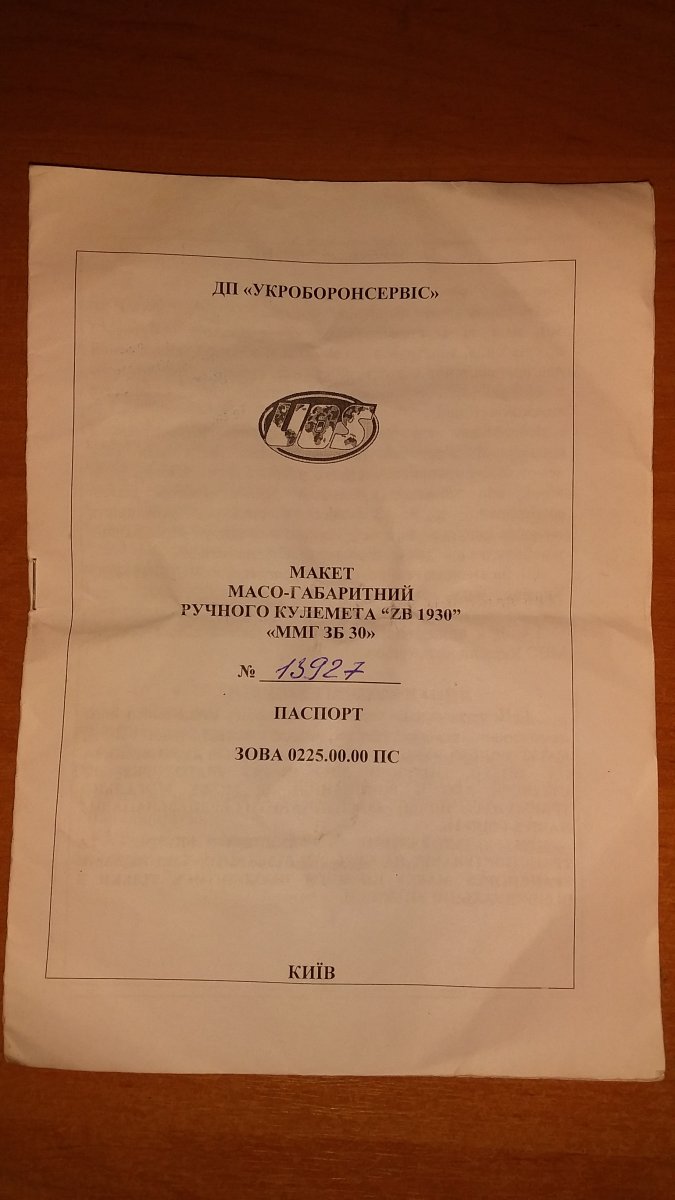 ДП «УКРОБОРОНСЕРВІС»
UOS
МАКЕТ
МАСО-ГАБАРИТНИЙ
РУЧНОГО КУЛЕМЕТА “ZB 1930”
«ММГ ЗБ 30»
№ 13927
ПАСПОРТ
ЗОВА 0225.00.00 ПС
КИЇВ